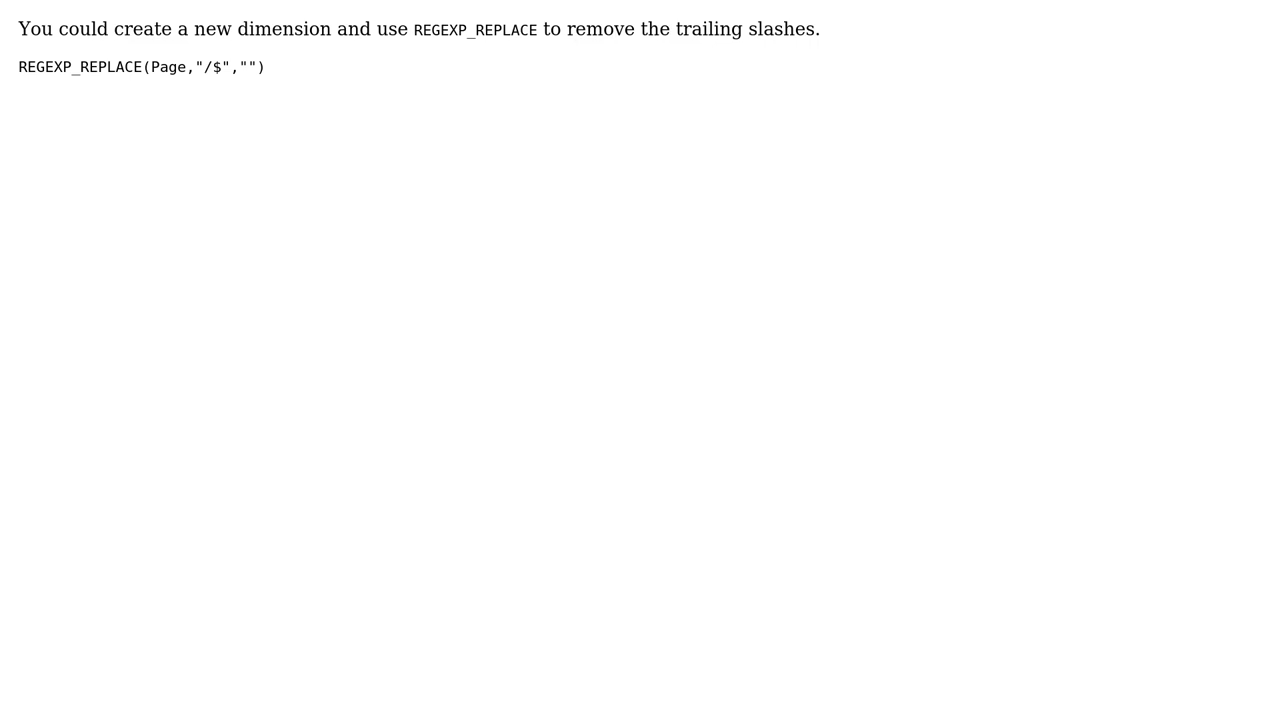 You could create a new dimension and use REGEXP_REPLACE to remove the trailing slashes.
REGEXP_REPLACE(Page,"/$","")